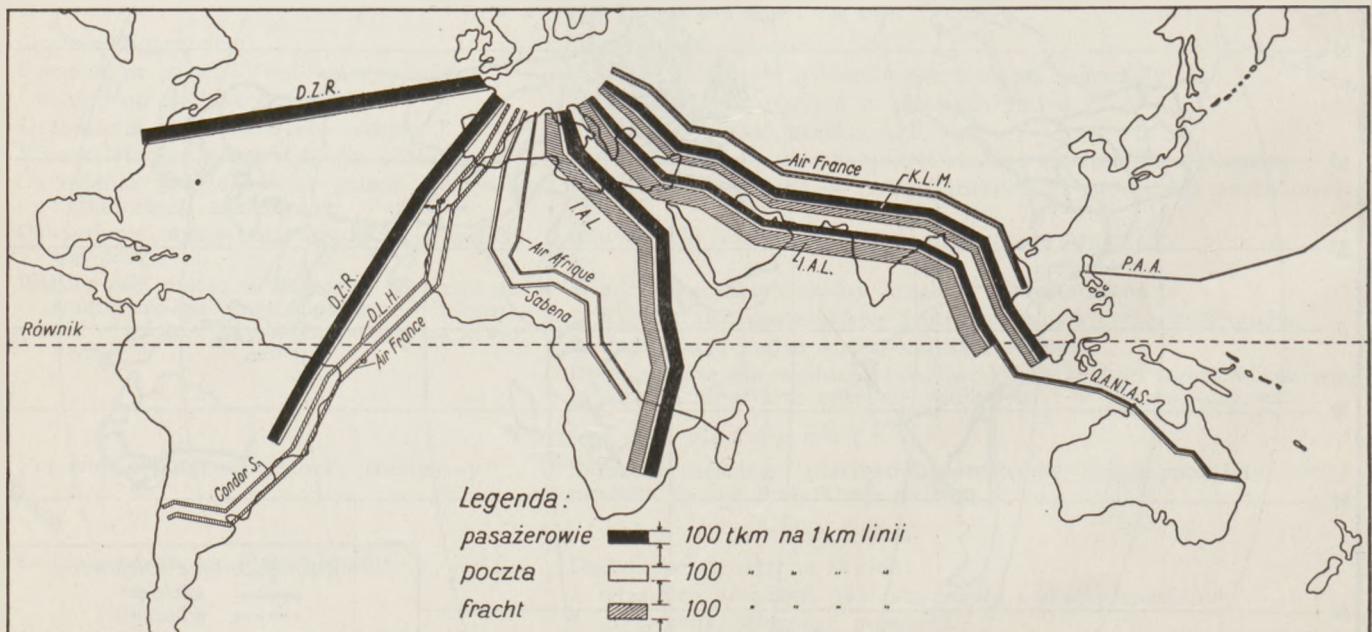 D.Z.R.
Air France
K.L.M.
I.A.L.
I.A.L.
P.A.A.
Air Afrique
Sabena
D.Z.R.
D.L.H.
Air France
Równik
Q.A.N.T.A.S.
Condor S.
Legenda:
pasażerowie 100 tkm na 1 km linii
poczta 100 " " " "
fracht 100 " " " "